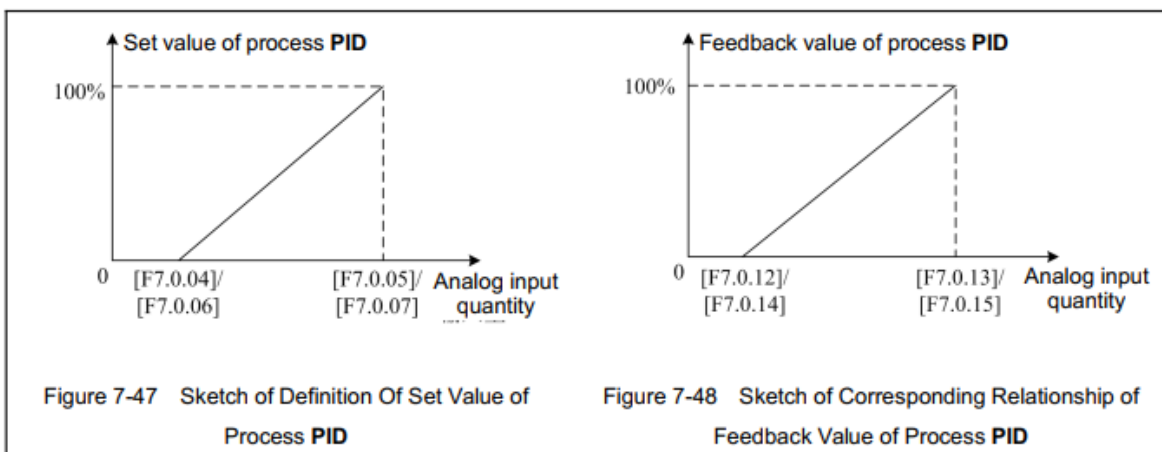 Set value of process PID
100%
0
[F7.0.04]/
[F7.0.06]
[F7.0.05]/
[F7.0.07]
Analog input
quantity
Figure 7-47 Sketch of Definition Of Set Value of
Process PID
Feedback value of process PID
100%
0
[F7.0.12]/
[F7.0.14]
[F7.0.13]/
[F7.0.15]
Analog input
quantity
Figure 7-48 Sketch of Corresponding Relationship of
Feedback Value of Process PID